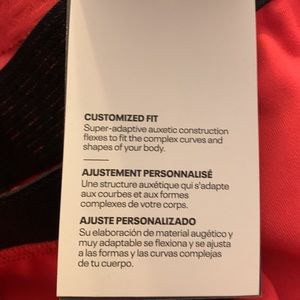 CUSTOMIZED FIT
Super-adaptive auxetic construction
flexes to fit the complex curves and
shapes of your body.
AJUSTEMENT PERSONNALISÉ
Une structure auxétique qui s'adapte
aux courbes et aux formes
complexes de votre corps.
AJUSTE PERSONALIZADO
Su elaboración de material augético y
muy adaptable se flexiona y se ajusta
a las formas y las curvas complejas
de tu cuerpo.